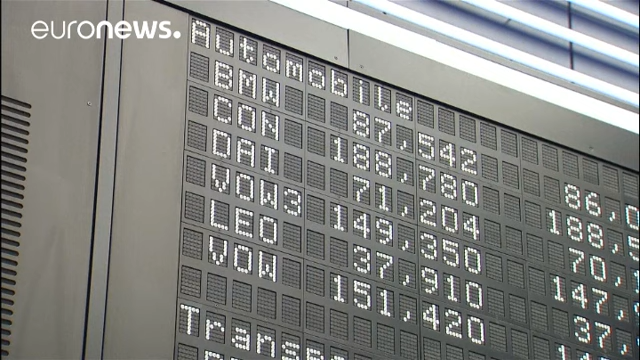 euronews.
Automobile
BMW 87,542 86,0
CON 188,780 188,5
DAI 71,204 70,
VOW3 149,350 147,
LEO 37,910 37,
VOW 151,420
Trans